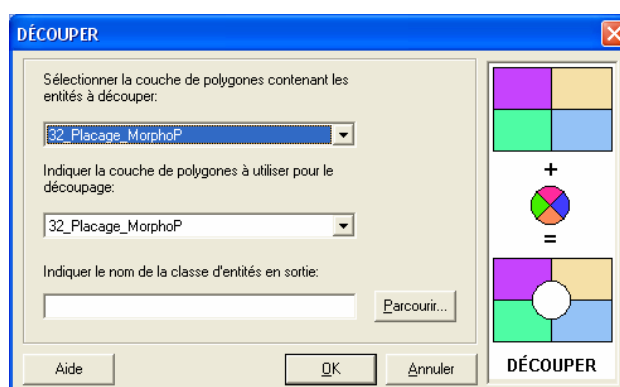 DÉCOUPER
Sélectionner la couche de polygones contenant les
entités à découper:
32_Placage_MorphoP
Indiquer la couche de polygones à utiliser pour le
découpage:
32_Placage_MorphoP
Indiquer le nom de la classe d'entités en sortie:
Parcourir...
Aide
OK
Annuler
+
=
DÉCOUPER